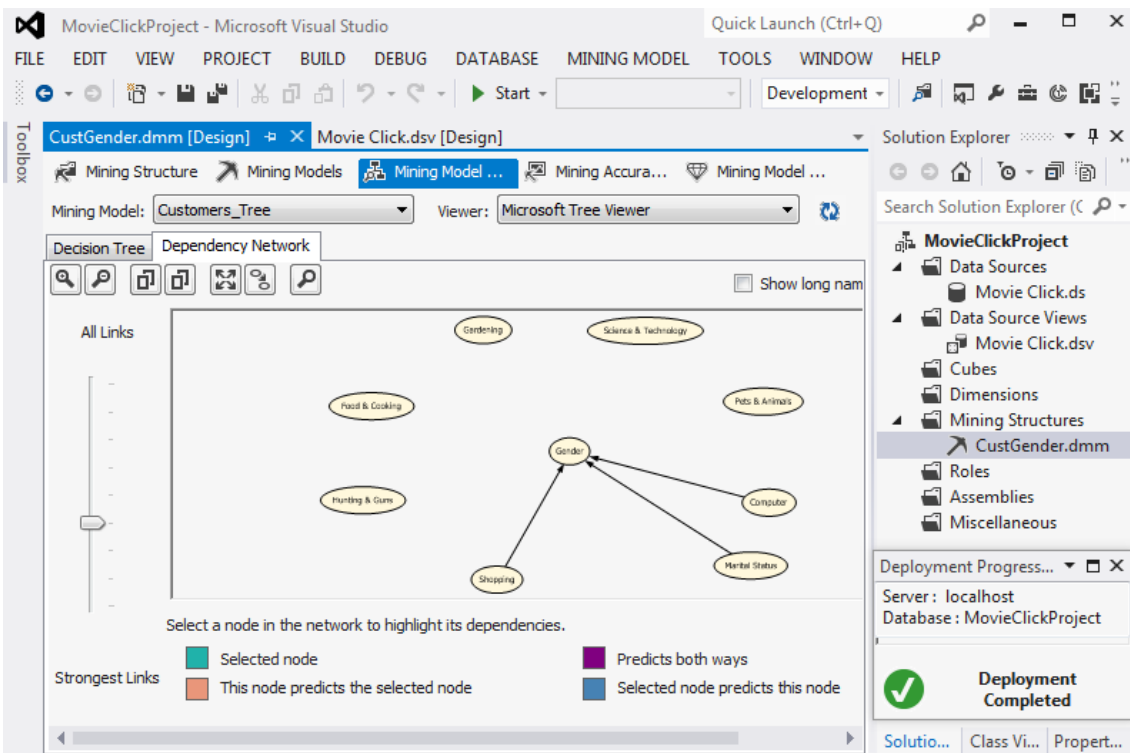 MovieClickProject - Microsoft Visual Studio
Quick Launch (Ctrl+Q)
FILE EDIT VIEW PROJECT BUILD DEBUG DATABASE MINING MODEL TOOLS WINDOW HELP
Start
Development
Toolbox
CustGender.dmm [Design]
Movie Click.dsv [Design]
Mining Structure
Mining Models
Mining Model ...
Mining Accura...
Mining Model ...
Mining Model: Customers_Tree
Viewer: Microsoft Tree Viewer
Decision Tree
Dependency Network
Show long nam
All Links
Gardening
Science & Technology
Food & Cooking
Pets & Animals
Gender
Hunting & Guns
Computer
Marital Status
Shopping
Select a node in the network to highlight its dependencies.
Selected node
Predicts both ways
Strongest Links
This node predicts the selected node
Selected node predicts this node
Solution Explorer
Search Solution Explorer (C
MovieClickProject
Data Sources
Movie Click.ds
Data Source Views
Movie Click.dsv
Cubes
Dimensions
Mining Structures
CustGender.dmm
Roles
Assemblies
Miscellaneous
Deployment Progress...
Server : localhost
Database : MovieClickProject
Deployment
Completed
Solutio...
Class Vi...
Propert...